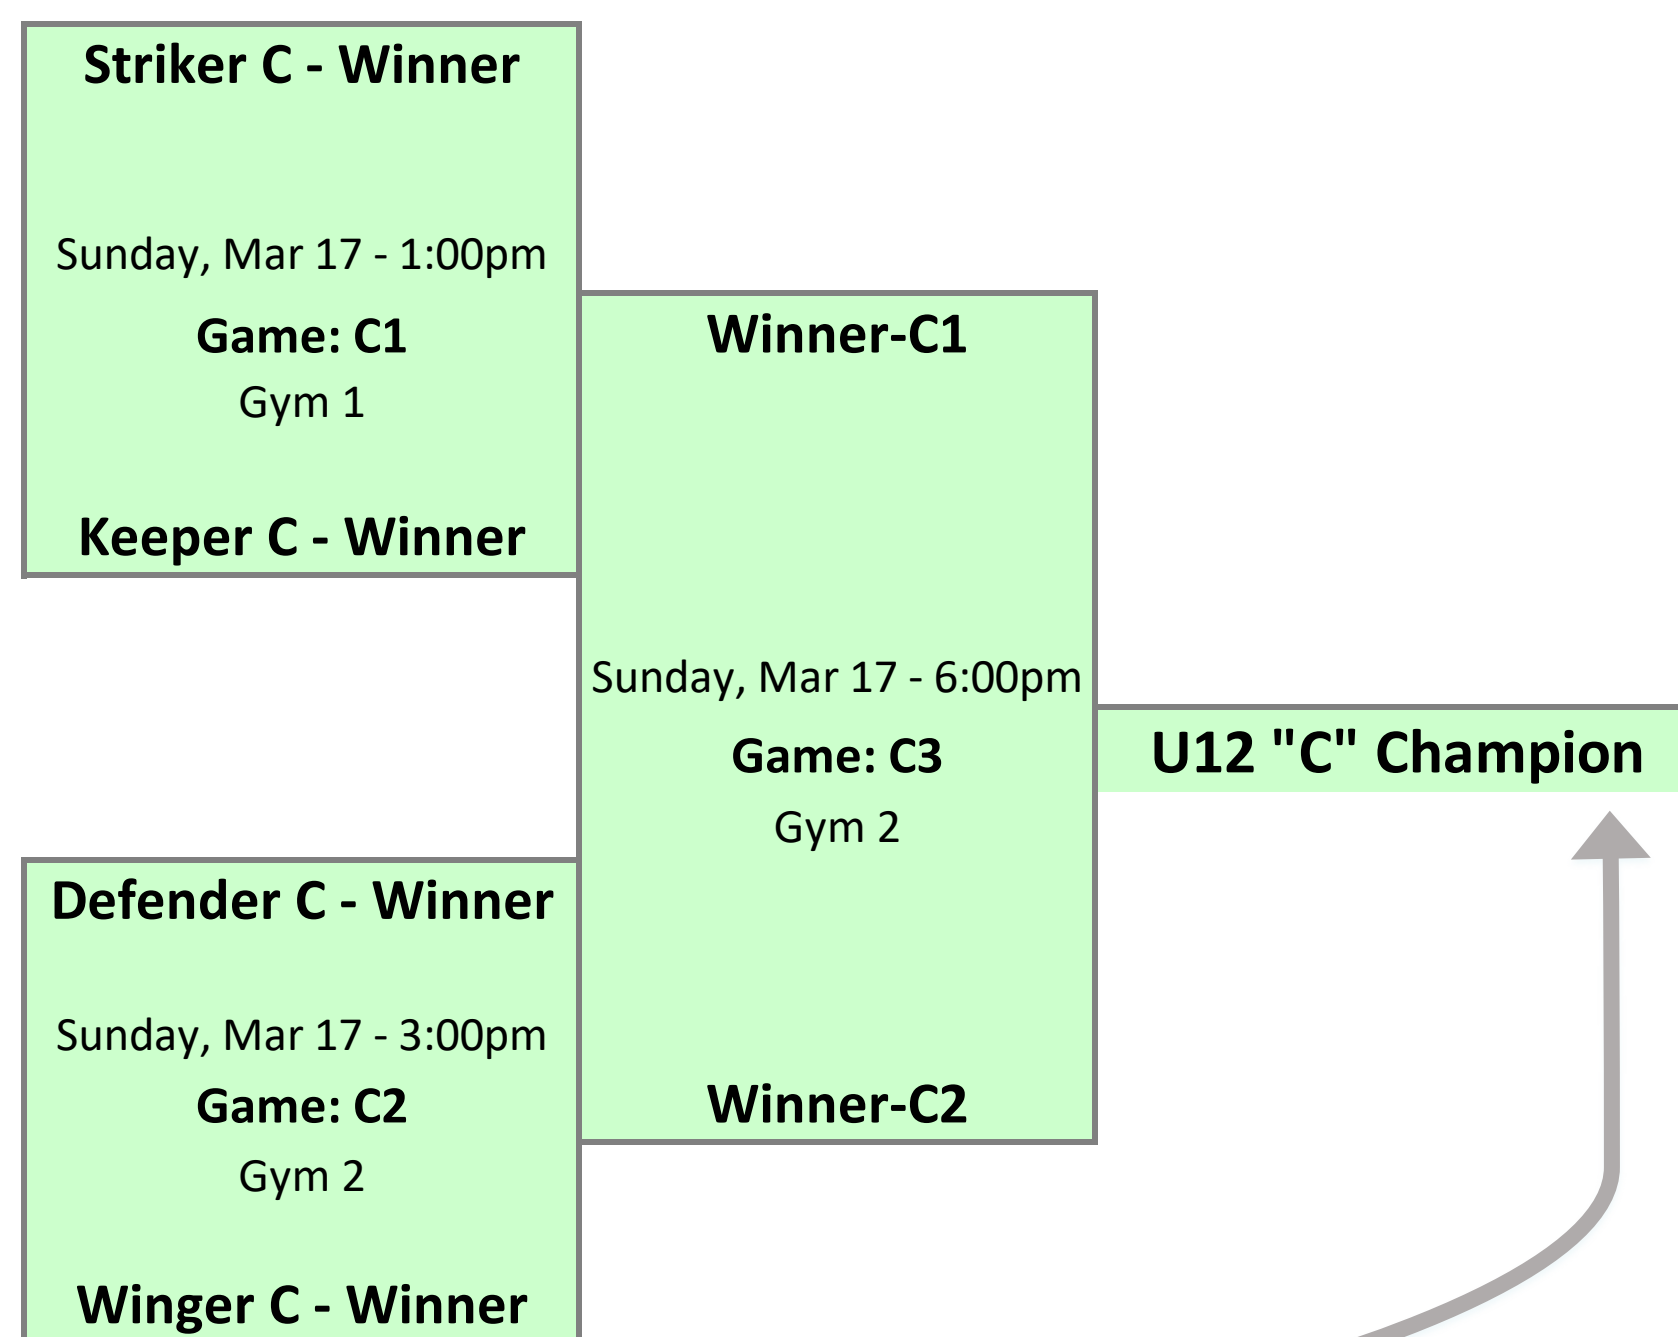 Striker C - Winner
Sunday, Mar 17 - 1:00pm
Game: C1
Gym 1
Keeper C - Winner
Winner-C1
Sunday, Mar 17 - 6:00pm
Game: C3
Gym 2
Winner-C2
U12 "C" Champion
Defender C - Winner
Sunday, Mar 17 - 3:00pm
Game: C2
Gym 2
Winger C - Winner